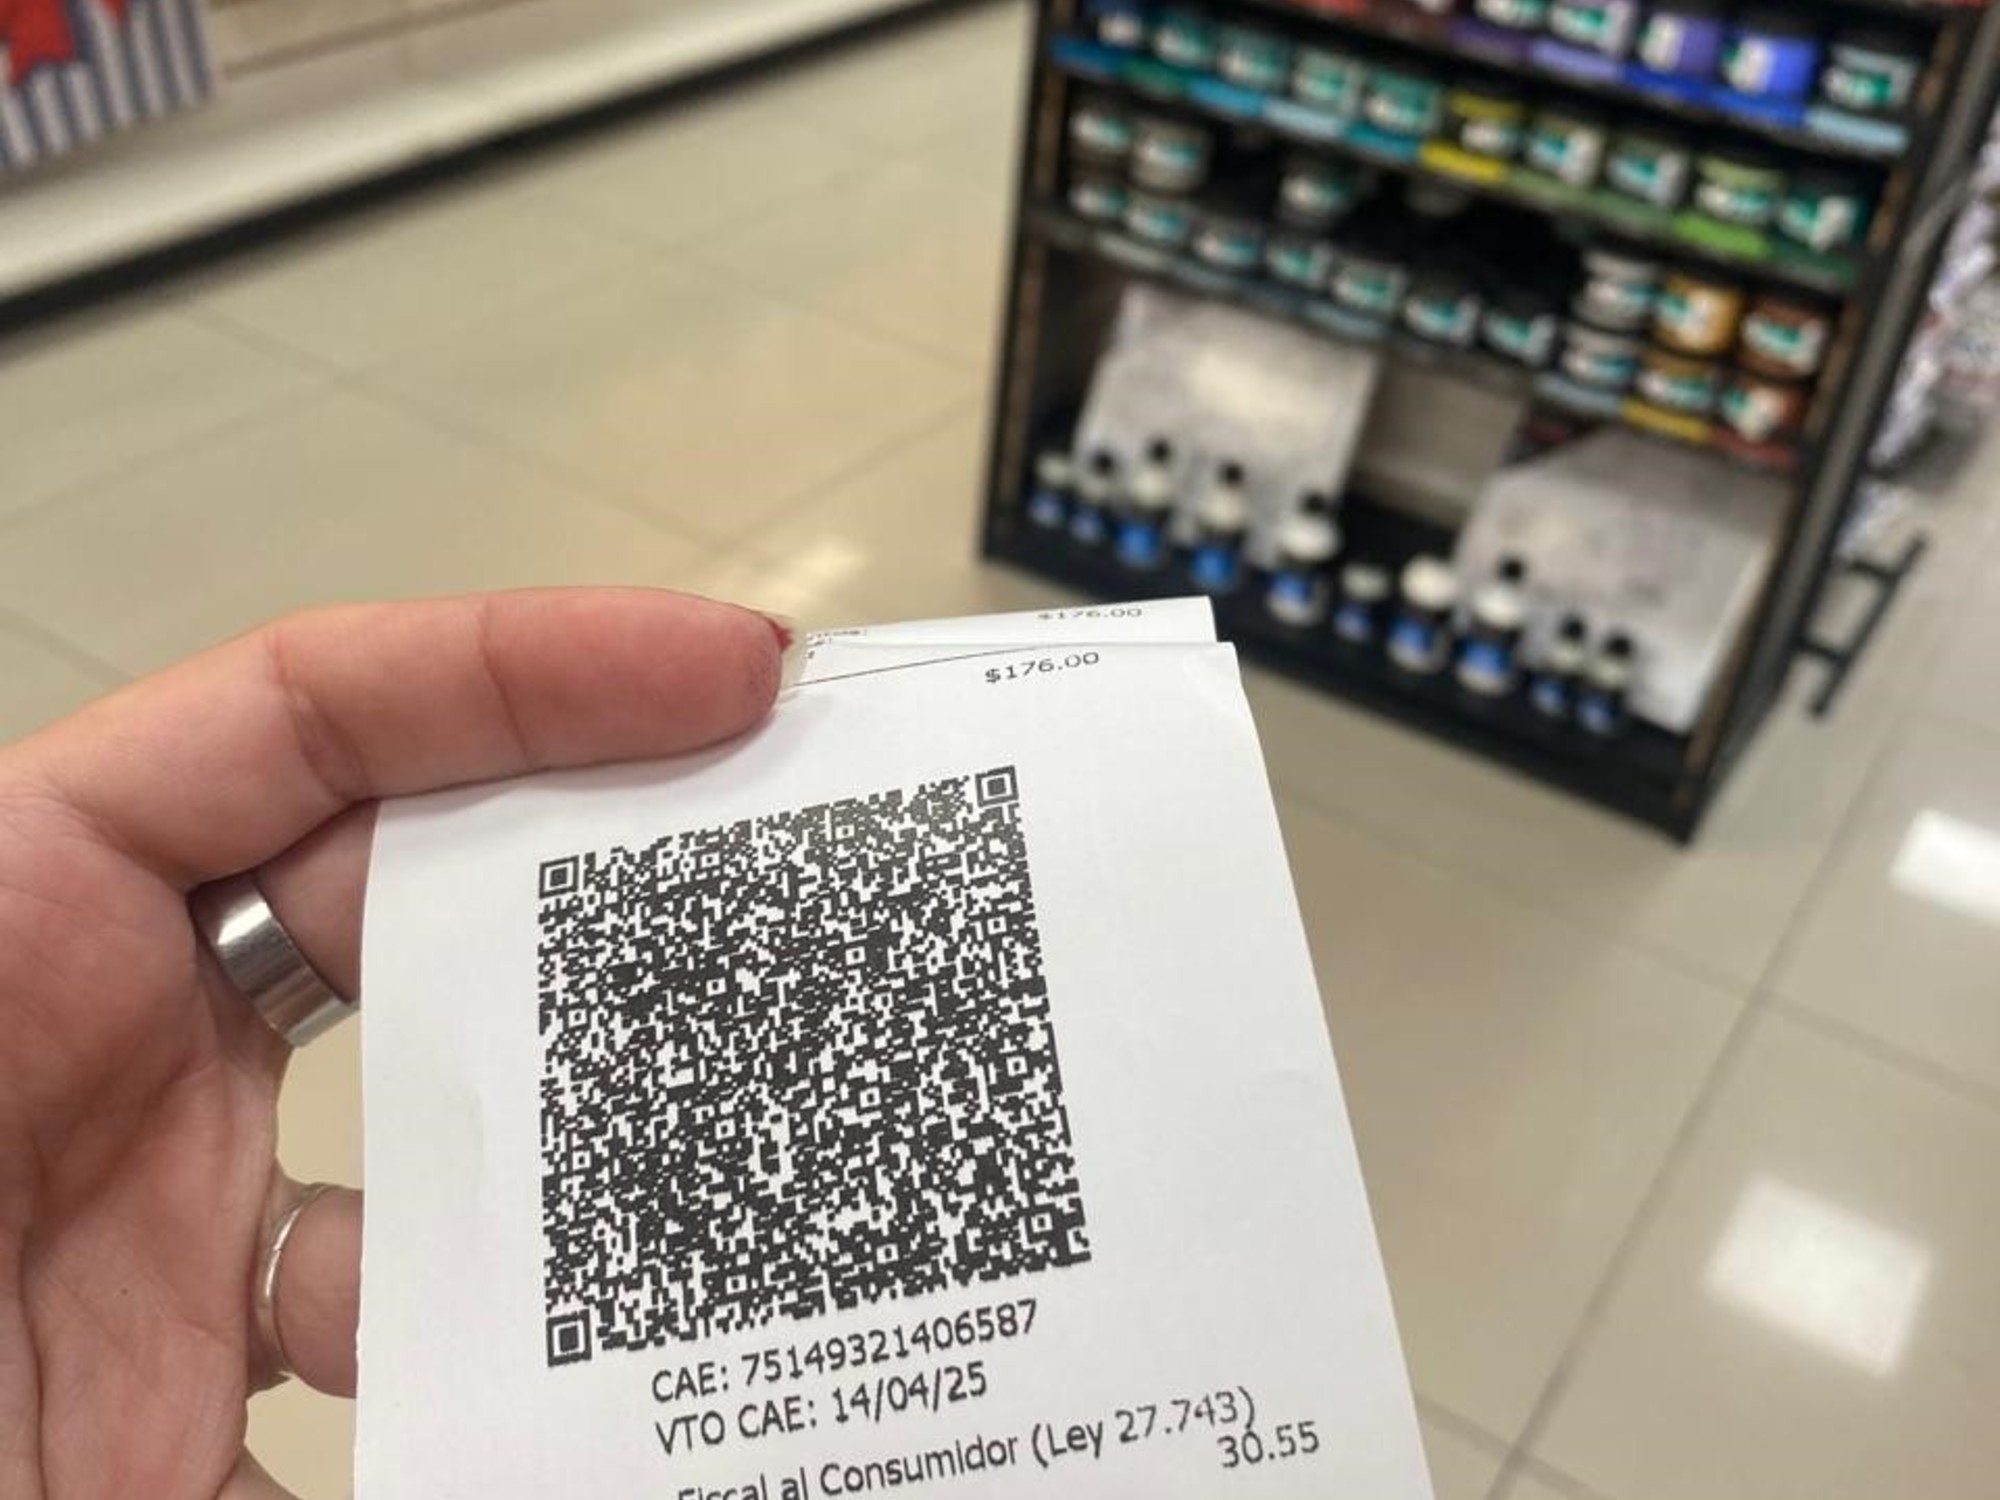 $176.00
$176.00
CAE: 75149321406587
VTO CAE: 14/04/25
Fiscal al Consumidor (Ley 27.743)
30.55